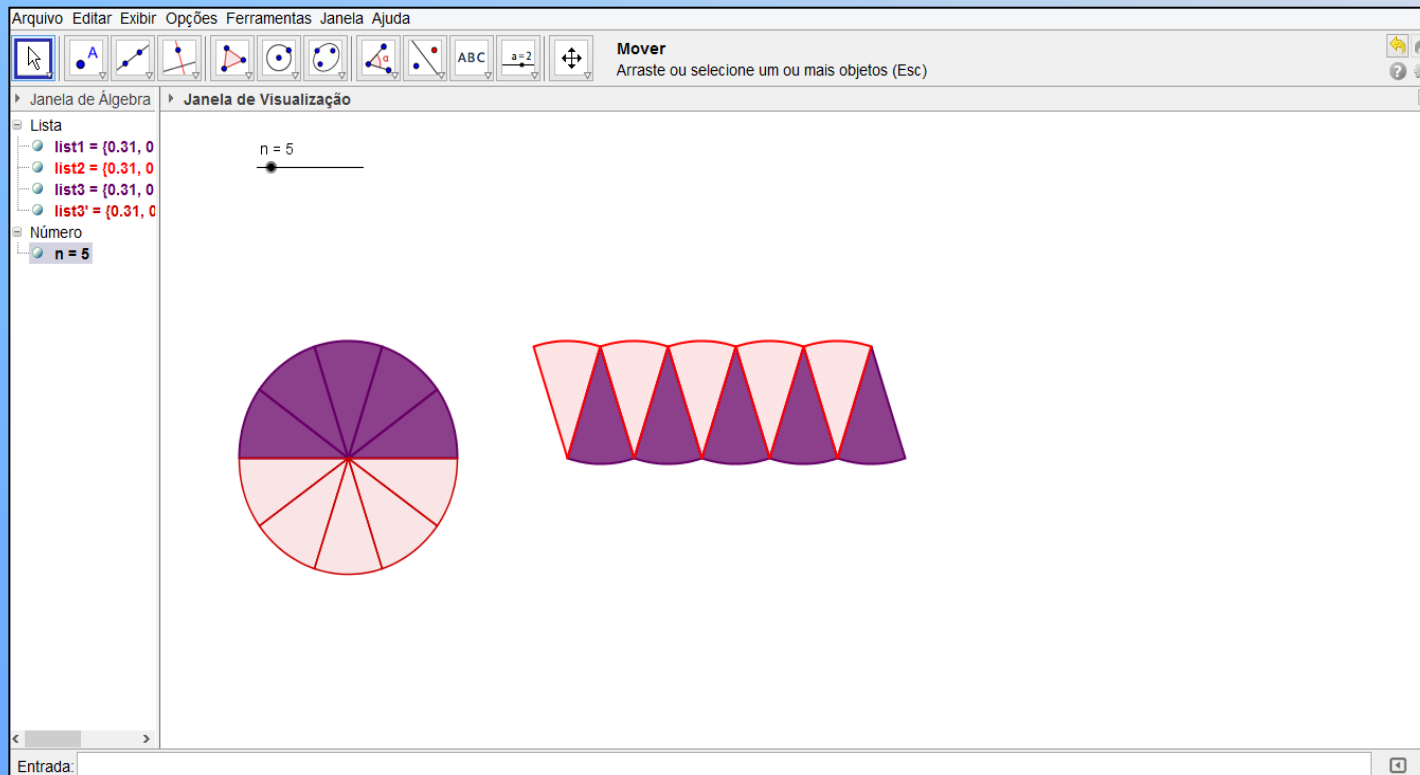 Arquivo Editar Exibir Opções Ferramentas Janela Ajuda
A
α
ABC
a=2
Mover
Arraste ou selecione um ou mais objetos (Esc)
Janela de Álgebra
Janela de Visualização
Lista
list1 = {0.31, 0
list2 = {0.31, 0
list3 = {0.31, 0
list3' = {0.31, 0
Número
n = 5
n = 5
Entrada: